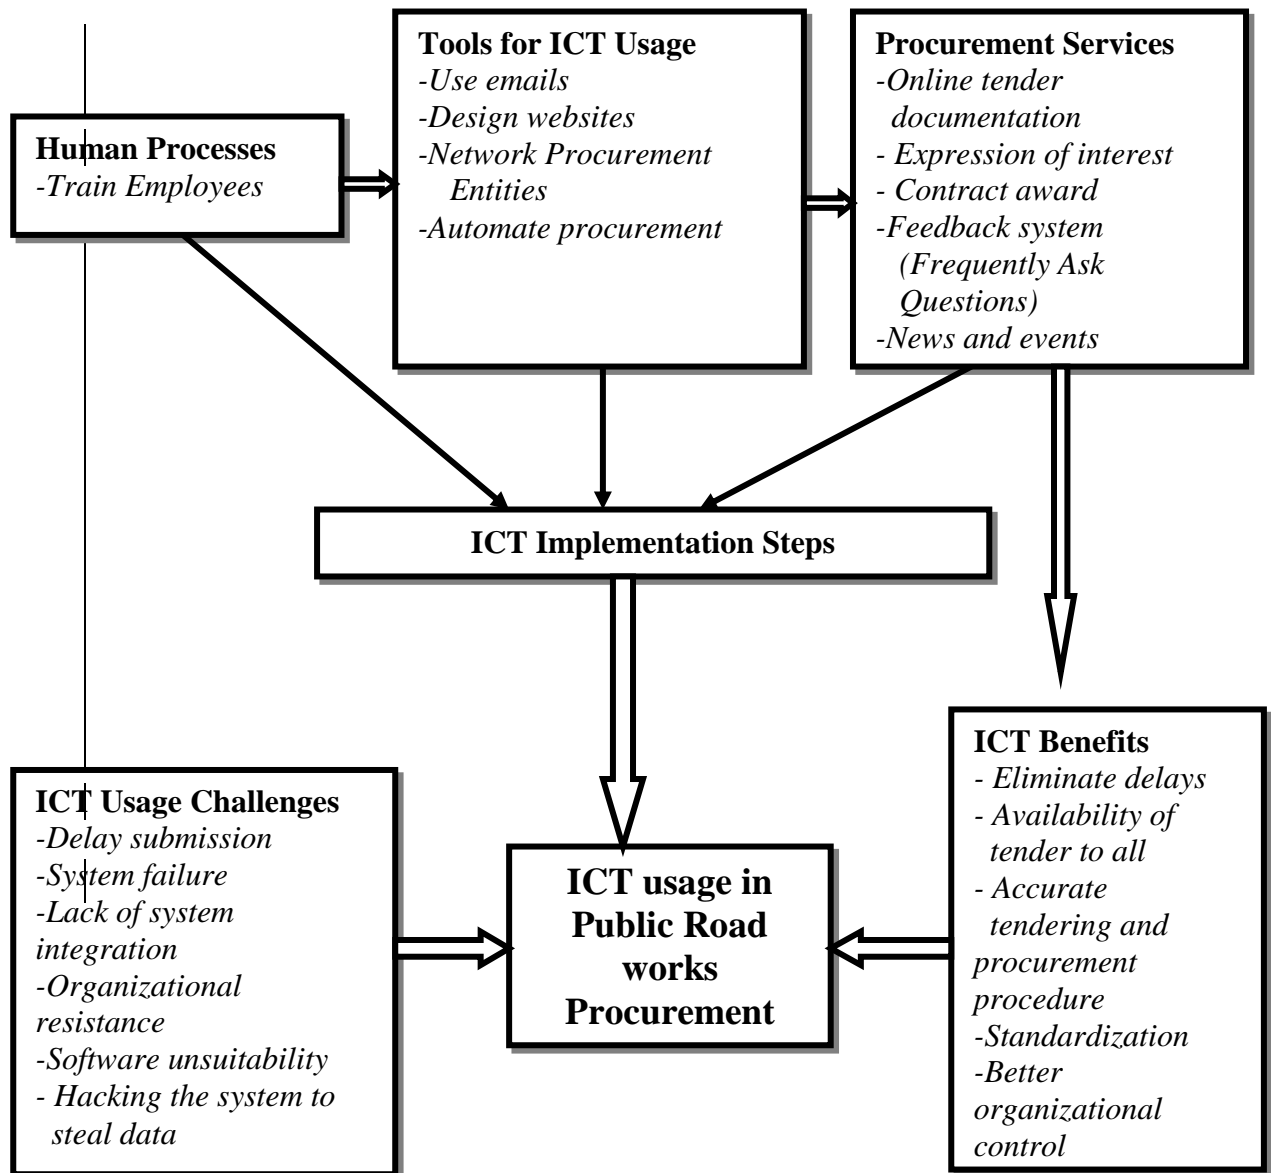 Tools for ICT Usage
-Use emails
-Design websites
-Network Procurement
Entities
-Automate procurement
Procurement Services
-Online tender
documentation
- Expression of interest
- Contract award
-Feedback system
(Frequently Ask
Questions)
-News and events
Human Processes
-Train Employees
ICT Implementation Steps
ICT Usage Challenges
-Delay submission
-System failure
-Lack of system
integration
-Organizational
resistance
-Software unsuitability
- Hacking the system to
steal data
ICT usage in
Public Road
works
Procurement
ICT Benefits
- Eliminate delays
- Availability of
tender to all
- Accurate
tendering and
procurement
procedure
-Standardization
-Better
organizational
control